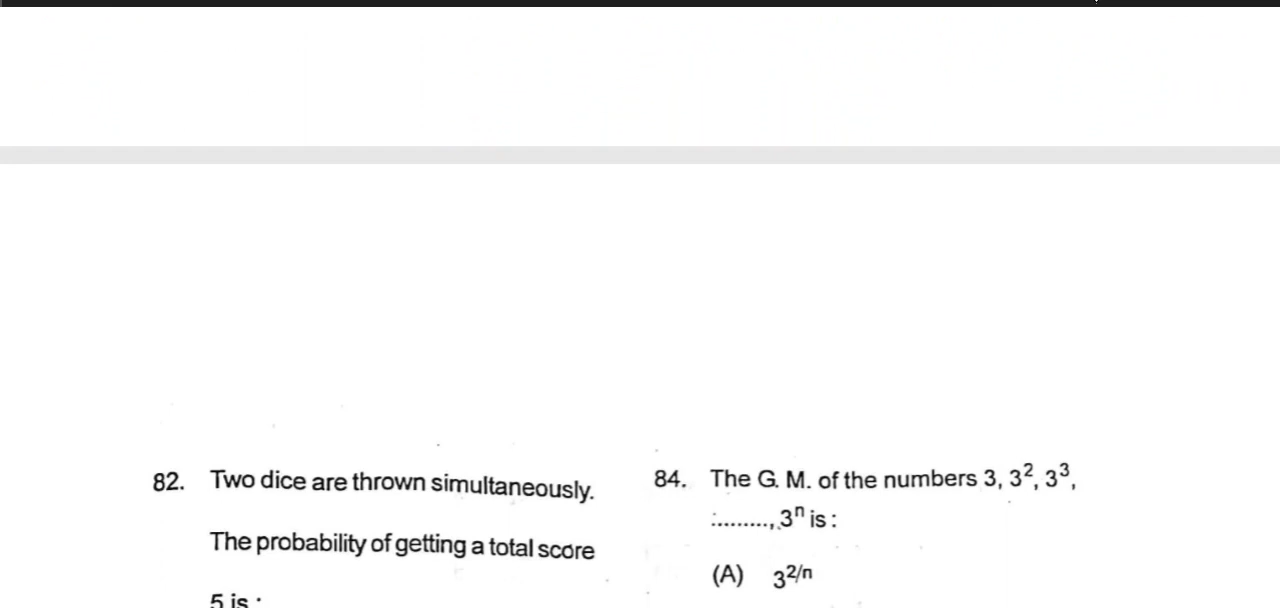 82. Two dice are thrown simultaneously.
The probability of getting a total score
5 is :
84. The G. M. of the numbers 3, 3², 3³,
:........., 3ⁿ is :
(A) 3^{2/n}